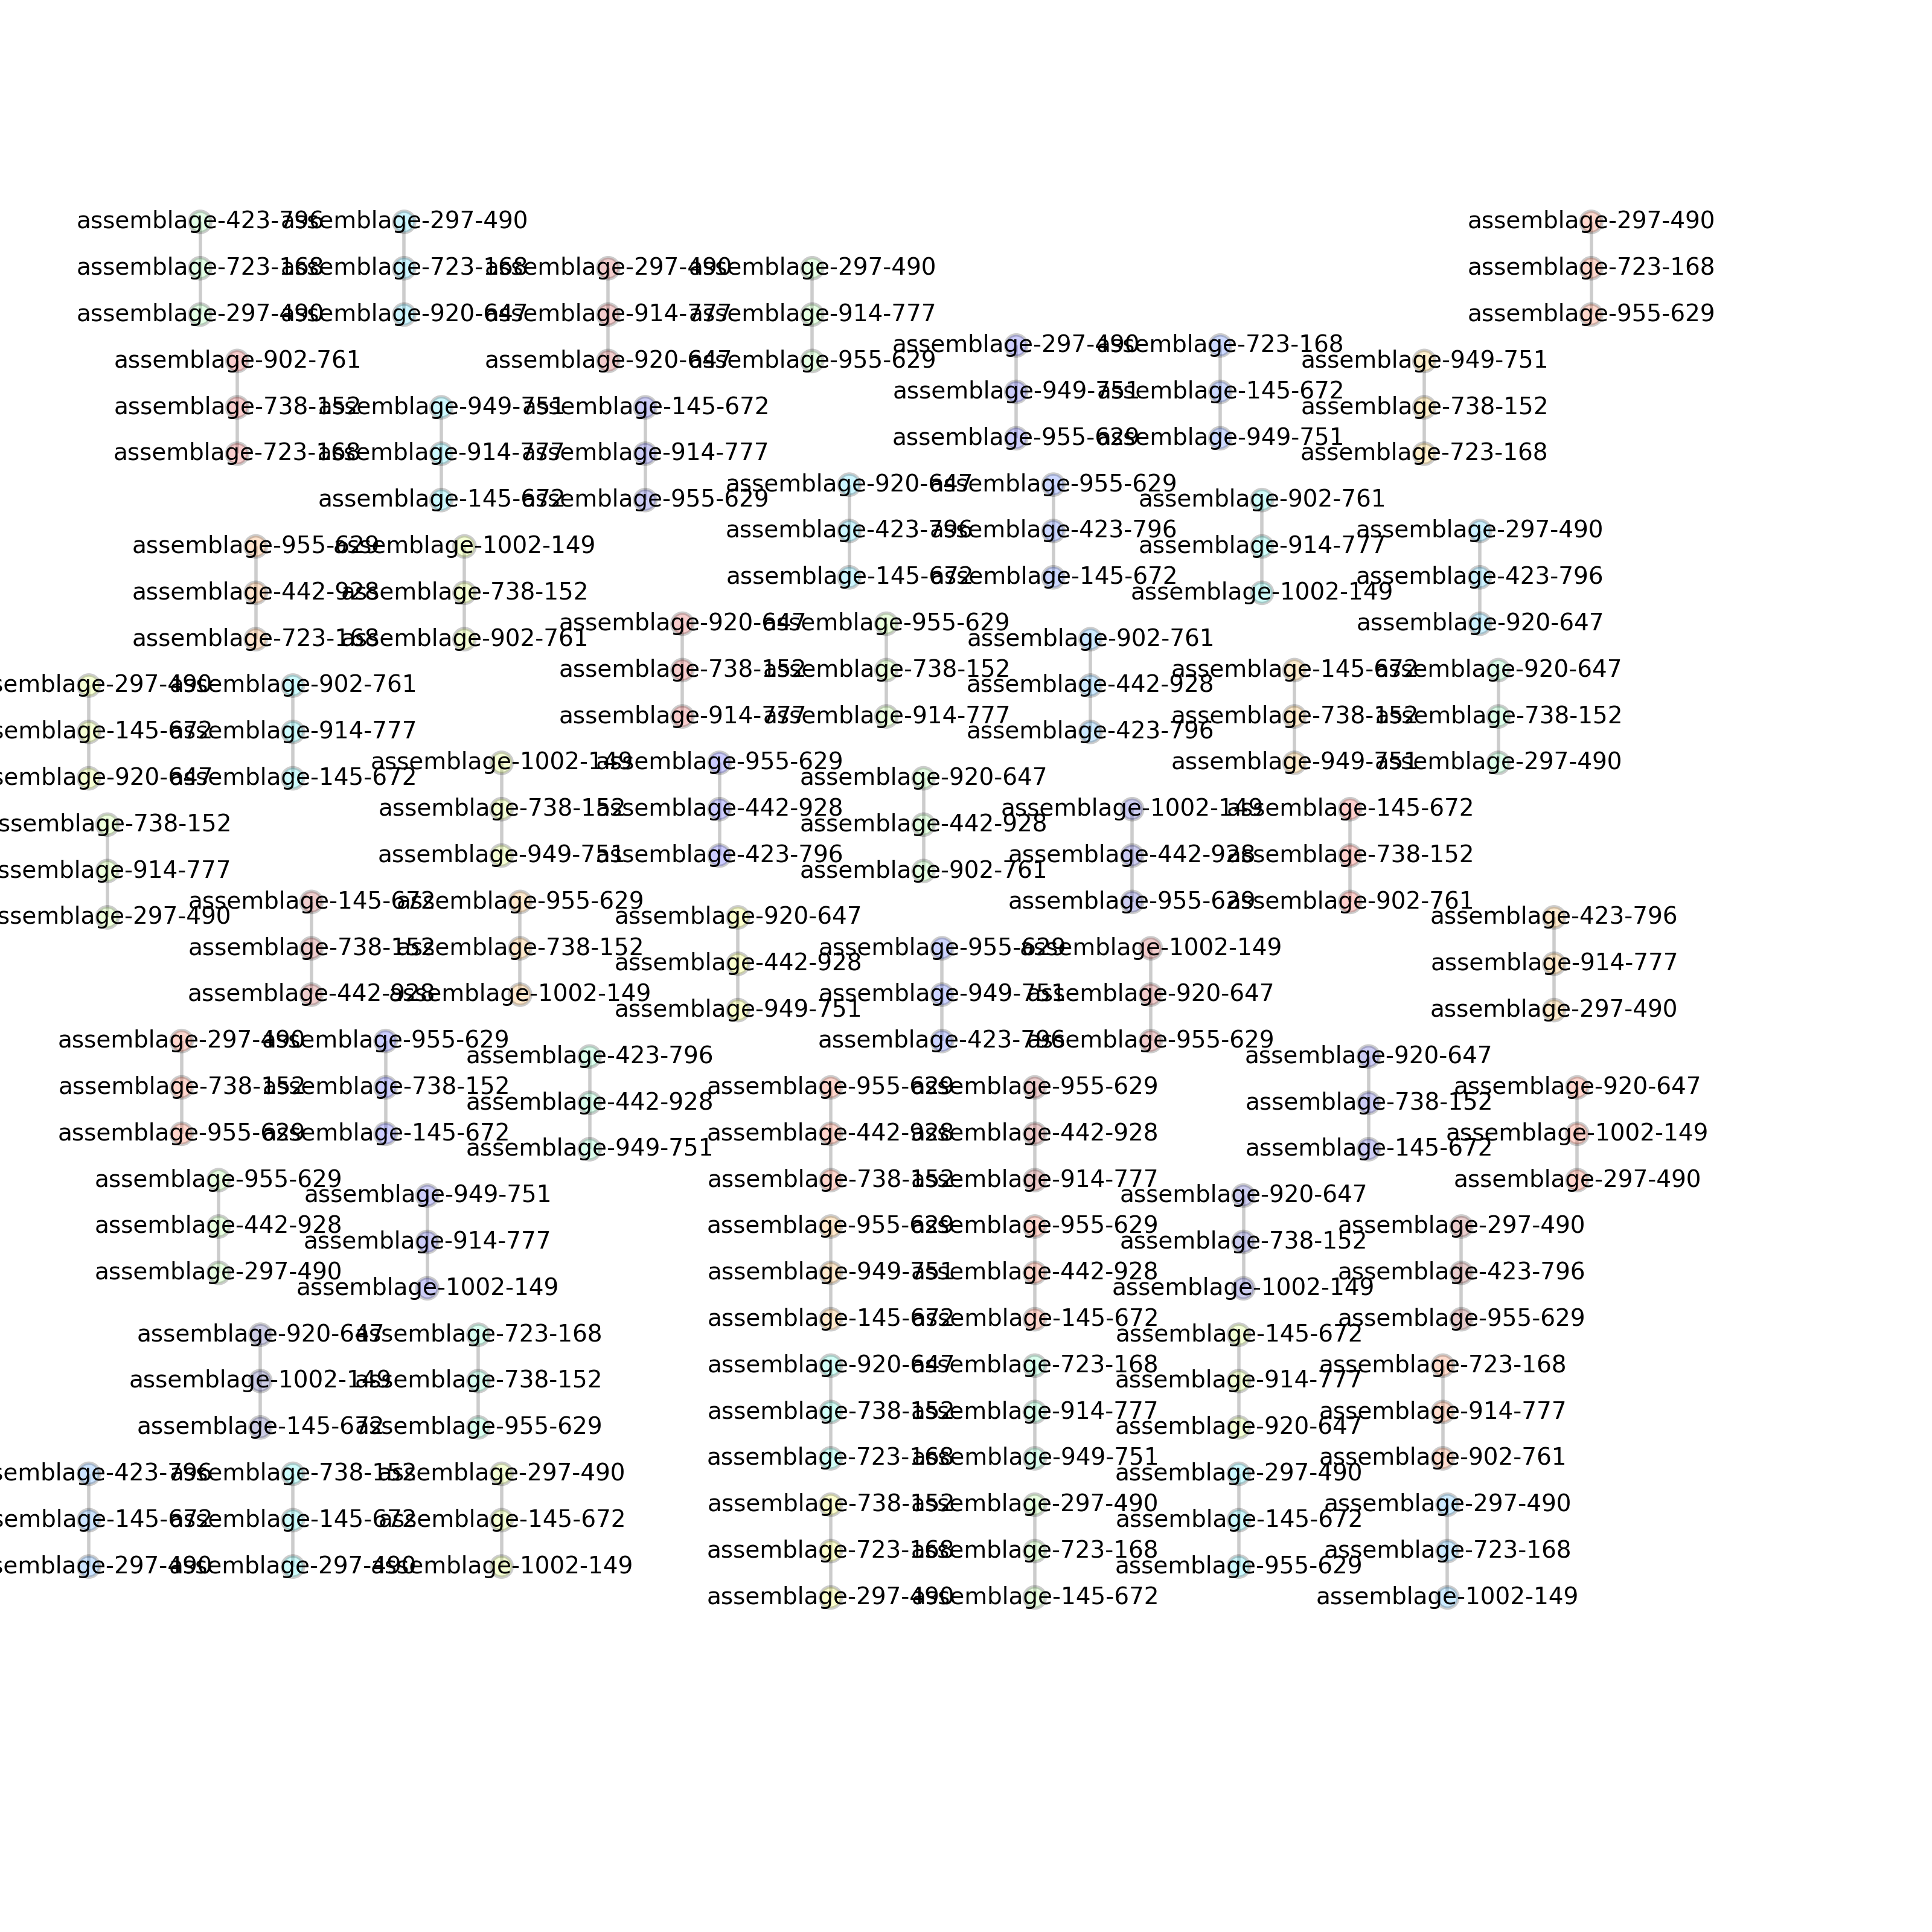 assemblage-423-796 assemblage-297-490 assemblage-297-490
assemblage-723-168 assemblage-723-168 assemblage-297-490 assemblage-297-490 assemblage-723-168
assemblage-297-490 assemblage-920-647 assemblage-914-777 assemblage-914-777 assemblage-955-629
assemblage-297-490 assemblage-723-168
assemblage-902-761 assemblage-920-647 assemblage-955-629 assemblage-949-751
assemblage-949-751 assemblage-145-672
assemblage-738-152 assemblage-949-751 assemblage-145-672 assemblage-738-152
assemblage-955-629 assemblage-949-751
assemblage-723-168 assemblage-914-777 assemblage-914-777 assemblage-723-168
assemblage-920-647 assemblage-955-629
assemblage-145-672 assemblage-955-629 assemblage-902-761
assemblage-423-796 assemblage-423-796 assemblage-297-490
assemblage-955-629 assemblage-1002-149 assemblage-914-777
assemblage-145-672 assemblage-145-672 assemblage-423-796
assemblage-442-928 assemblage-738-152 assemblage-1002-149
assemblage-920-647 assemblage-955-629 assemblage-920-647
assemblage-723-168 assemblage-902-761 assemblage-902-761
assemblage-738-152 assemblage-738-152 assemblage-145-672 assemblage-920-647
semblage-297-490 assemblage-902-761 assemblage-442-928
assemblage-914-777 assemblage-914-777 assemblage-738-152 assemblage-738-152
semblage-145-672 assemblage-914-777 assemblage-423-796
assemblage-1002-149 assemblage-955-629 assemblage-949-751 assemblage-297-490
semblage-920-647 assemblage-145-672 assemblage-920-647
assemblage-738-152 assemblage-442-928 assemblage-1002-149 assemblage-145-672
ssemblage-738-152 assemblage-442-928
assemblage-949-751 assemblage-423-796 assemblage-442-928 assemblage-738-152
ssemblage-914-777 assemblage-902-761
assemblage-145-672 assemblage-955-629 assemblage-955-629 assemblage-902-761
ssemblage-297-490 assemblage-920-647 assemblage-423-796
assemblage-738-152 assemblage-738-152 assemblage-955-629 assemblage-1002-149
assemblage-442-928 assemblage-914-777
assemblage-442-928 assemblage-1002-149 assemblage-949-751 assemblage-920-647
assemblage-949-751 assemblage-297-490
assemblage-297-490 assemblage-955-629 assemblage-423-796 assemblage-955-629
assemblage-423-796 assemblage-920-647
assemblage-738-152 assemblage-738-152 assemblage-955-629 assemblage-955-629 assemblage-920-647
assemblage-442-928 assemblage-738-152
assemblage-955-629 assemblage-145-672 assemblage-442-928 assemblage-442-928 assemblage-1002-149
assemblage-949-751 assemblage-145-672
assemblage-955-629 assemblage-738-152 assemblage-914-777 assemblage-297-490
assemblage-949-751 assemblage-920-647
assemblage-442-928 assemblage-955-629 assemblage-955-629 assemblage-297-490
assemblage-914-777 assemblage-738-152
assemblage-297-490 assemblage-949-751 assemblage-442-928 assemblage-423-796
assemblage-1002-149 assemblage-1002-149
assemblage-145-672 assemblage-145-672 assemblage-955-629
assemblage-920-647 assemblage-723-168 assemblage-145-672
assemblage-920-647 assemblage-723-168 assemblage-723-168
assemblage-1002-149 assemblage-738-152 assemblage-914-777
assemblage-738-152 assemblage-914-777 assemblage-914-777
assemblage-145-672 assemblage-955-629 assemblage-920-647
assemblage-723-168 assemblage-949-751 assemblage-902-761
semblage-423-796 assemblage-738-152 assemblage-297-490 assemblage-297-490
assemblage-738-152 assemblage-297-490 assemblage-297-490
semblage-145-672 assemblage-145-672 assemblage-145-672 assemblage-145-672
assemblage-723-168 assemblage-723-168 assemblage-723-168
semblage-297-490 assemblage-297-490 assemblage-1002-149 assemblage-955-629
assemblage-297-490 assemblage-145-672 assemblage-1002-149